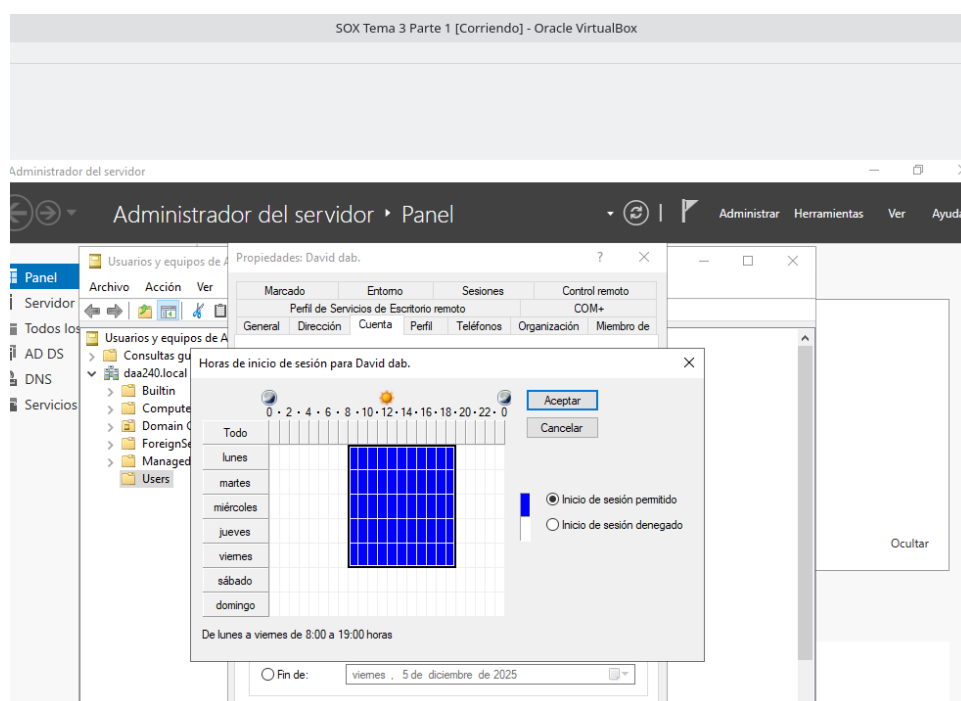 SOX Tema 3 Parte 1 [Corriendo] - Oracle VirtualBox
Administrador del servidor
Administrador del servidor • Panel
Administrar Herramientas Ver Ayuda
Panel
Servidor
Todos los
AD DS
DNS
Servicios
Usuarios y equipos de A
Archivo Acción Ver
Usuarios y equipos de A
Consultas gu
daa240.local
Builtin
Compute
Domain C
ForeignSe
Managed
Users
Propiedades: David dab.
Marcado Entorno Sesiones Control remoto
Perfil de Servicios de Escritorio remoto COM+
General Dirección Cuenta Perfil Teléfonos Organización Miembro de
Horas de inicio de sesión para David dab.
0 · 2 · 4 · 6 · 8 · 10 · 12 · 14 · 16 · 18 · 20 · 22 · 0
Todo
lunes
martes
miércoles
jueves
viernes
sábado
domingo
Aceptar
Cancelar
Inicio de sesión permitido
Inicio de sesión denegado
De lunes a viernes de 8:00 a 19:00 horas
Fin de: viernes , 5 de diciembre de 2025
Ocultar